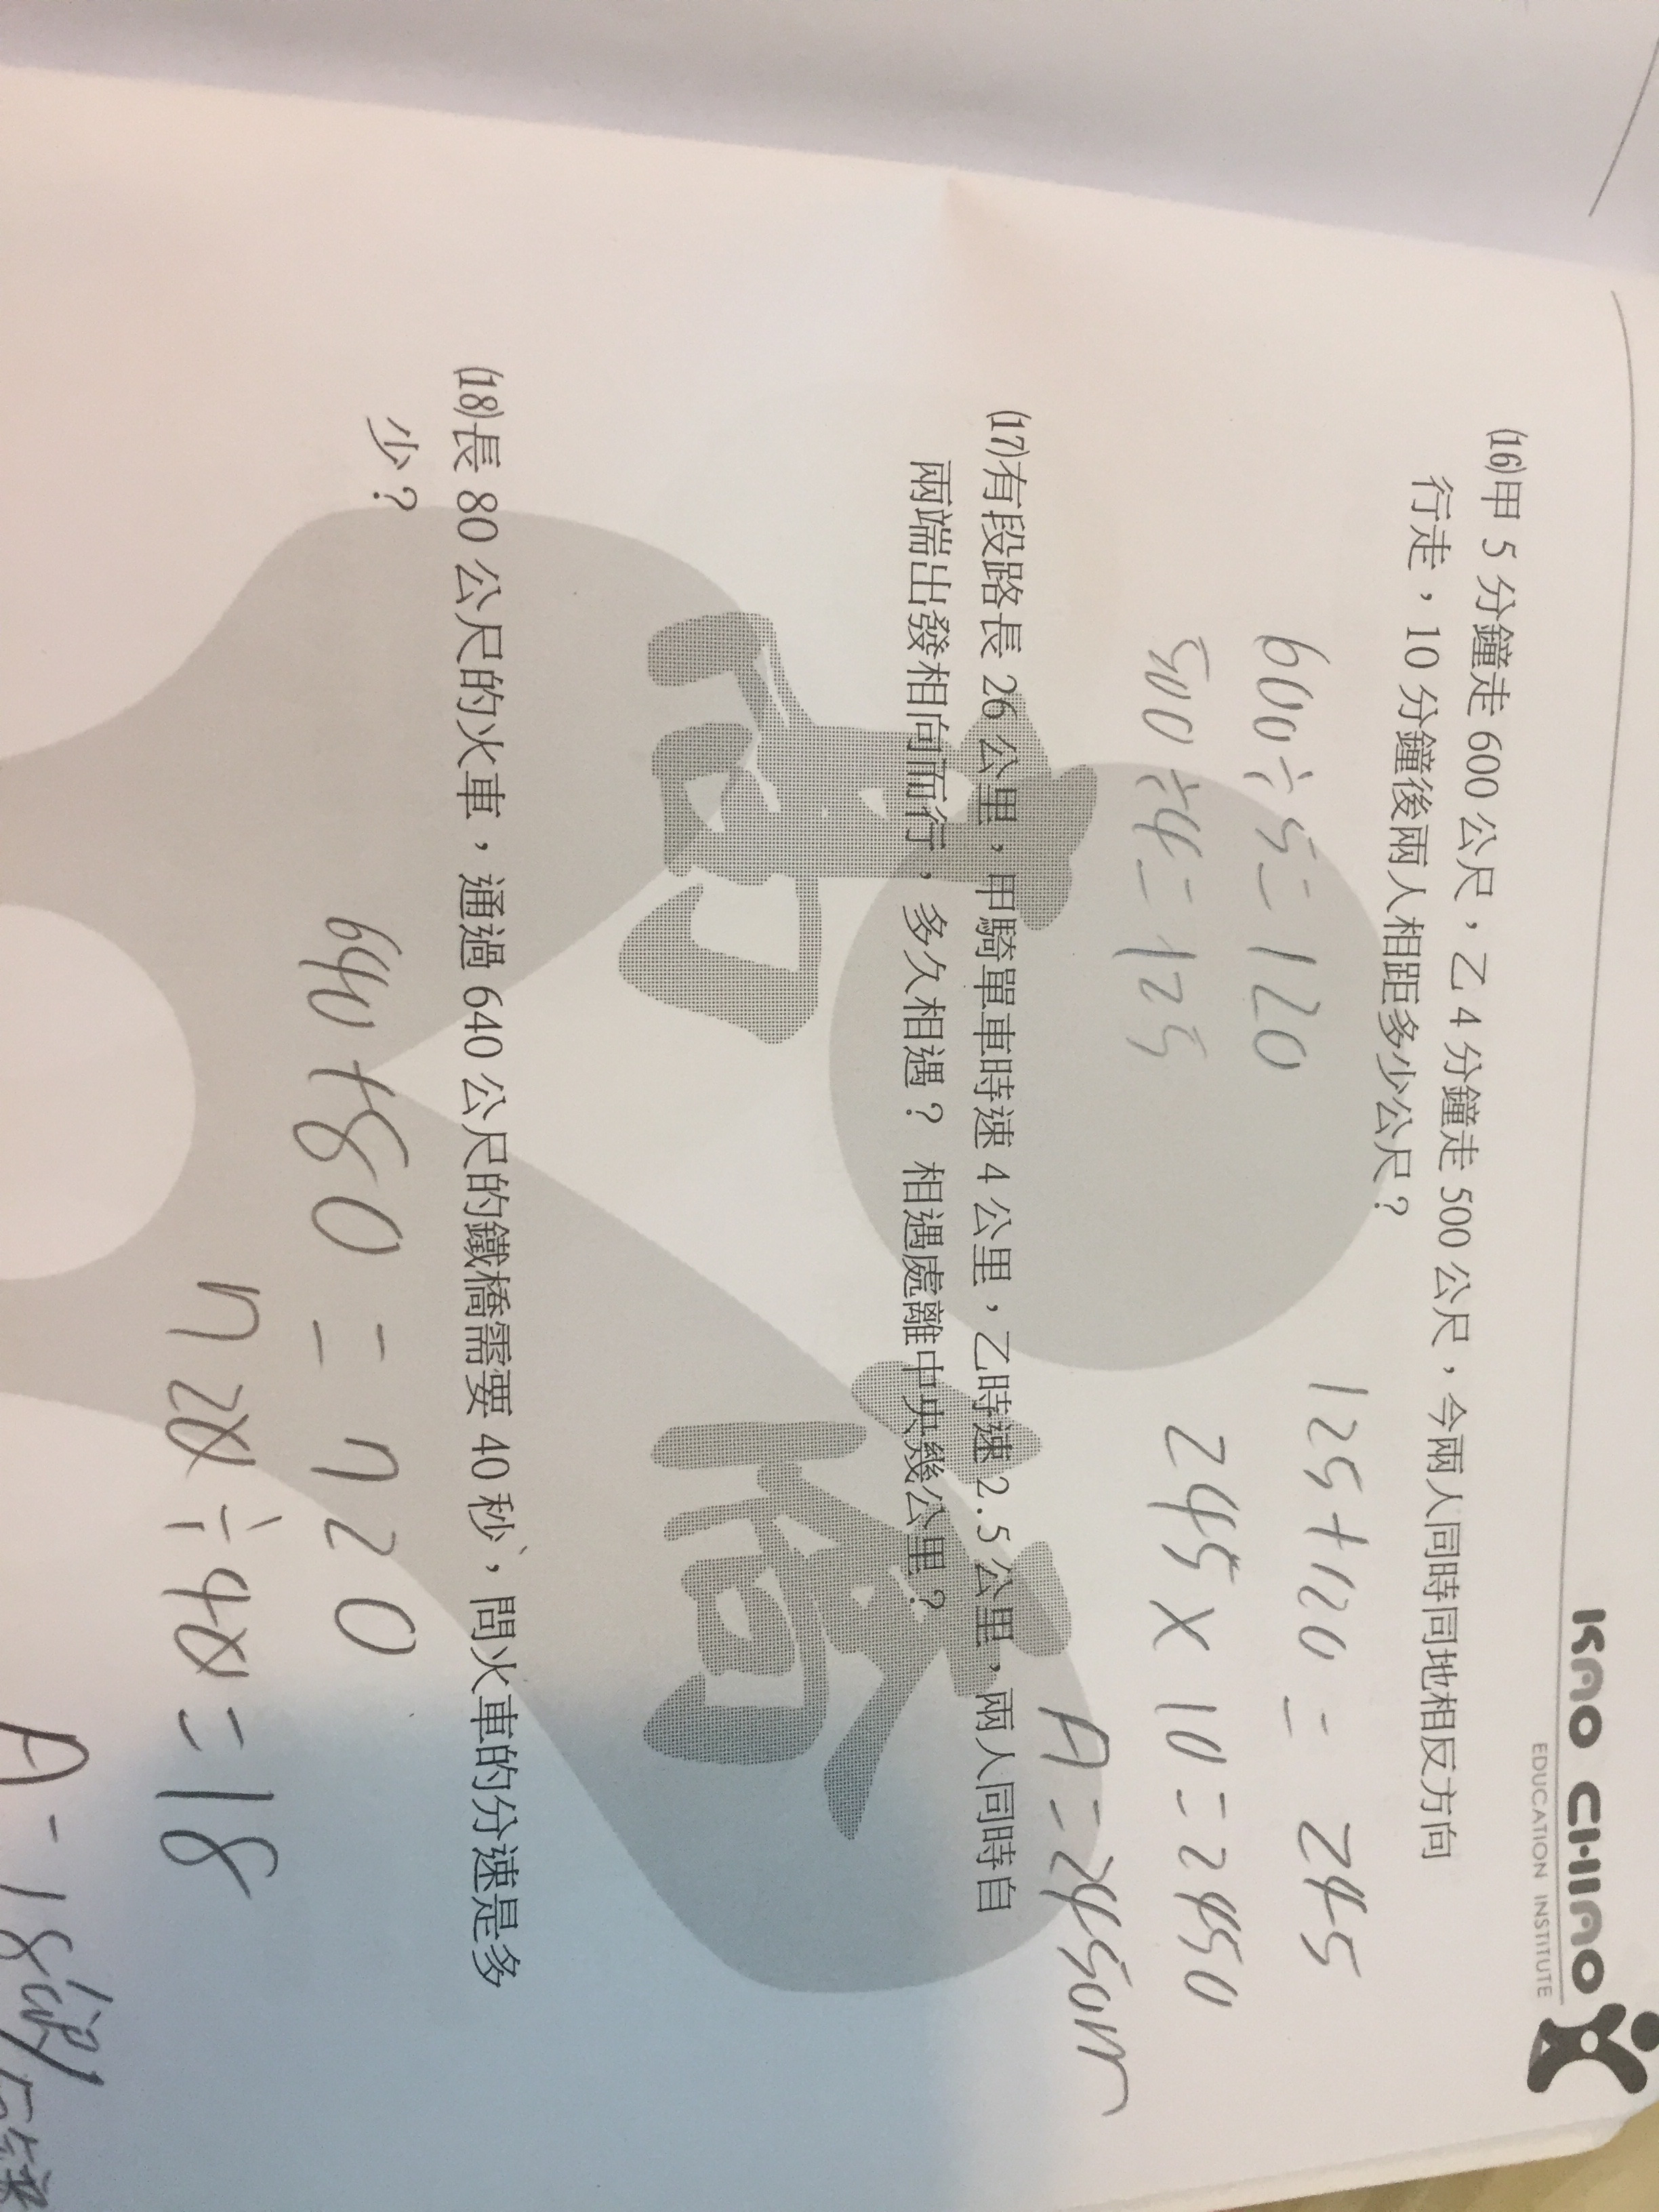 KAO CHIAO
EDUCATION INSTITUTE
(16)甲 5 分鐘走 600 公尺，乙 4 分鐘走 500 公尺，今兩人同時同地相反方向
行走，10 分鐘後兩人相距多少公尺？
600÷5=120
500÷4=125
125+120=245
245×10=2450
A=2450m
(17)有段路長 26 公里，甲騎單車時速 4 公里，乙時速 2.5 公里，兩人同時自
兩端出發相向而行，多久相遇？相遇處離中央幾公里？
(18)長 80 公尺的火車，通過 640 公尺的鐵橋需要 40 秒，問火車的分速是多
少？
640+80=720
720÷40=18